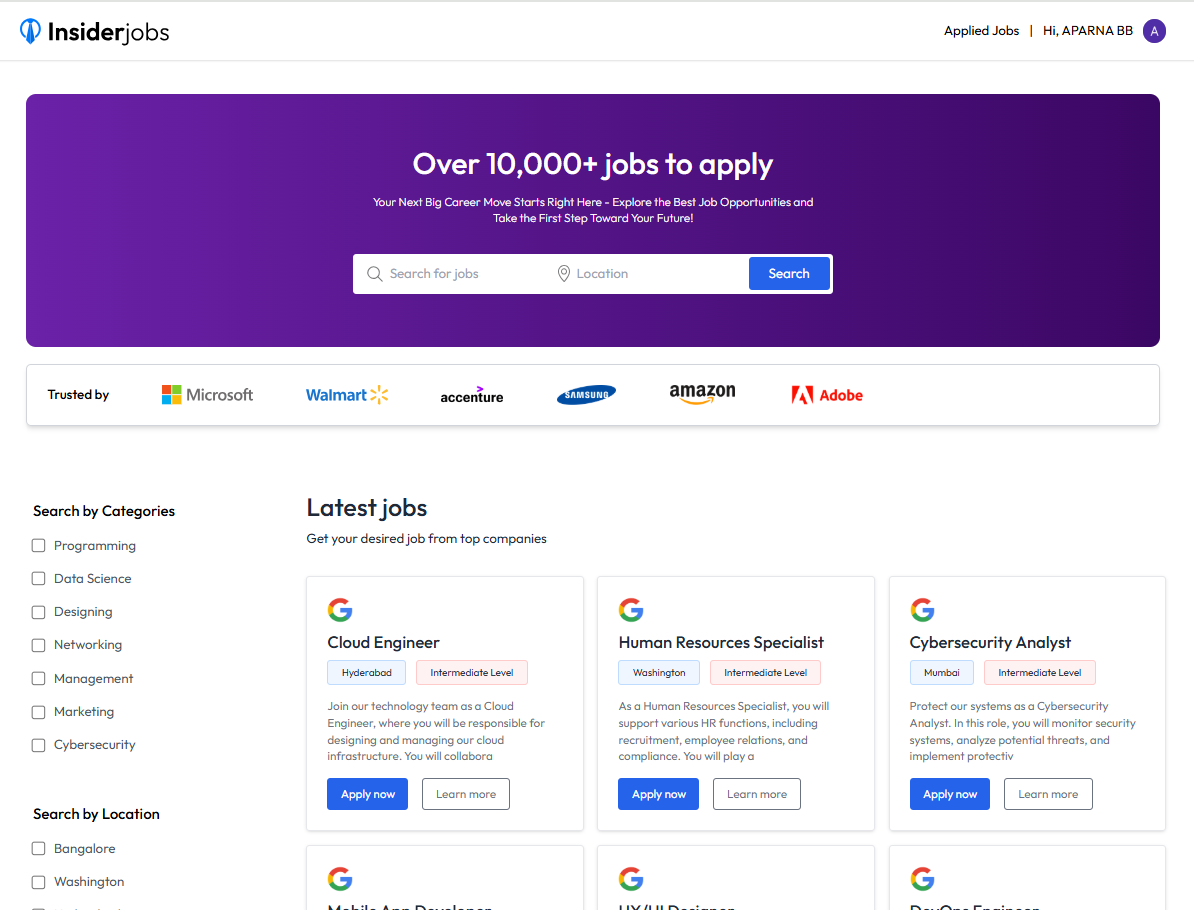 Insiderjobs
Applied Jobs | Hi, APARNA BB A
Over 10,000+ jobs to apply
Your Next Big Career Move Starts Right Here - Explore the Best Job Opportunities and
Take the First Step Toward Your Future!
Search for jobs
Location
Search
Trusted by
Microsoft
Walmart
accenture
SAMSUNG
amazon
Adobe
Search by Categories
Programming
Data Science
Designing
Networking
Management
Marketing
Cybersecurity
Search by Location
Bangalore
Washington
Latest jobs
Get your desired job from top companies
Cloud Engineer
Hyderabad
Intermediate Level
Join our technology team as a Cloud
Engineer, where you will be responsible for
designing and managing our cloud
infrastructure. You will collabora
Apply now
Learn more
Human Resources Specialist
Washington
Intermediate Level
As a Human Resources Specialist, you will
support various HR functions, including
recruitment, employee relations, and
compliance. You will play a
Apply now
Learn more
Cybersecurity Analyst
Mumbai
Intermediate Level
Protect our systems as a Cybersecurity
Analyst. In this role, you will monitor security
systems, analyze potential threats, and
implement protectiv
Apply now
Learn more
Mobile App Developer
UX/UI Designer
DevOps Engineer